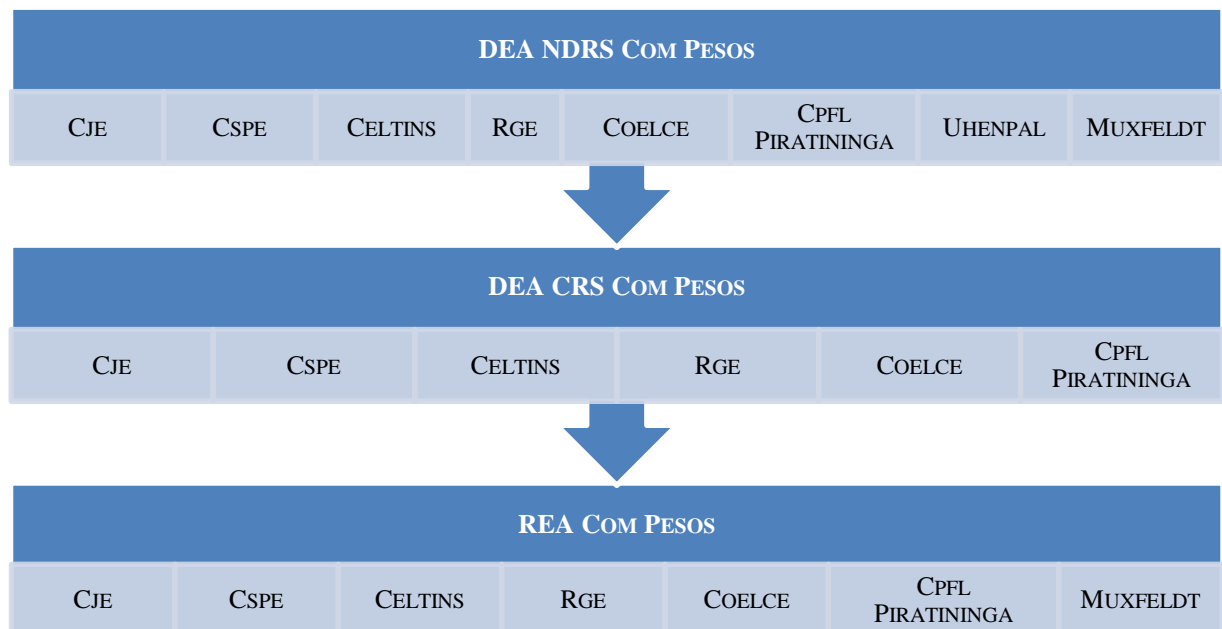 DEA NDRS COM PESOS
CJE CSPE CELTINS RGE COELCE CPFL PIRATININGA UHENPAL MUXFELDT
DEA CRS COM PESOS
CJE CSPE CELTINS RGE COELCE CPFL PIRATININGA
REA COM PESOS
CJE CSPE CELTINS RGE COELCE CPFL PIRATININGA MUXFELDT